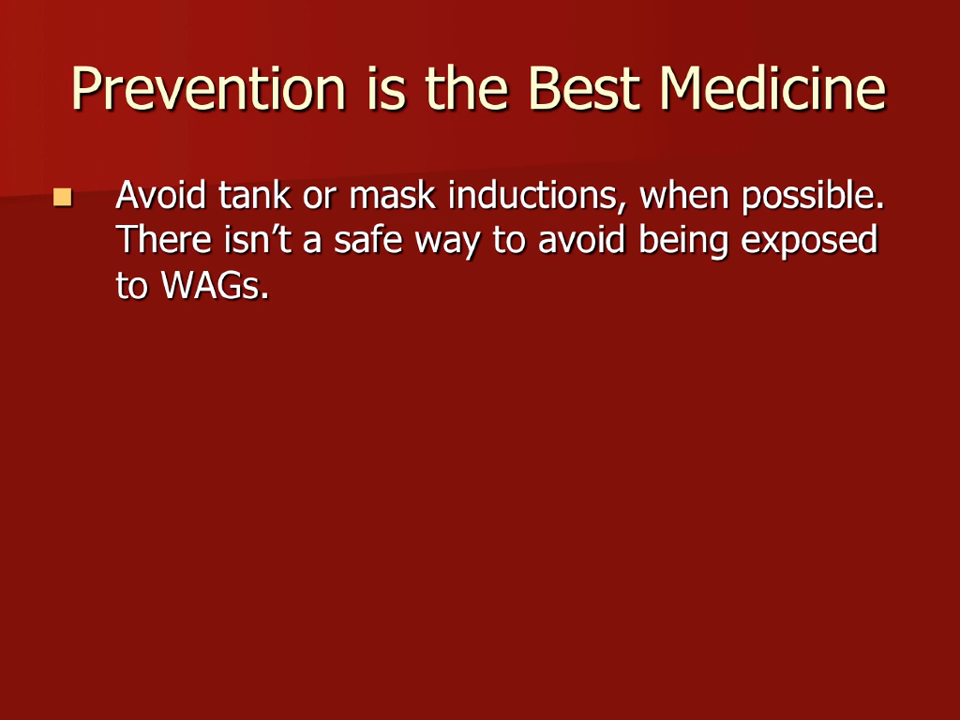 Prevention is the Best Medicine
Avoid tank or mask inductions, when possible.
There isn’t a safe way to avoid being exposed
to WAGs.